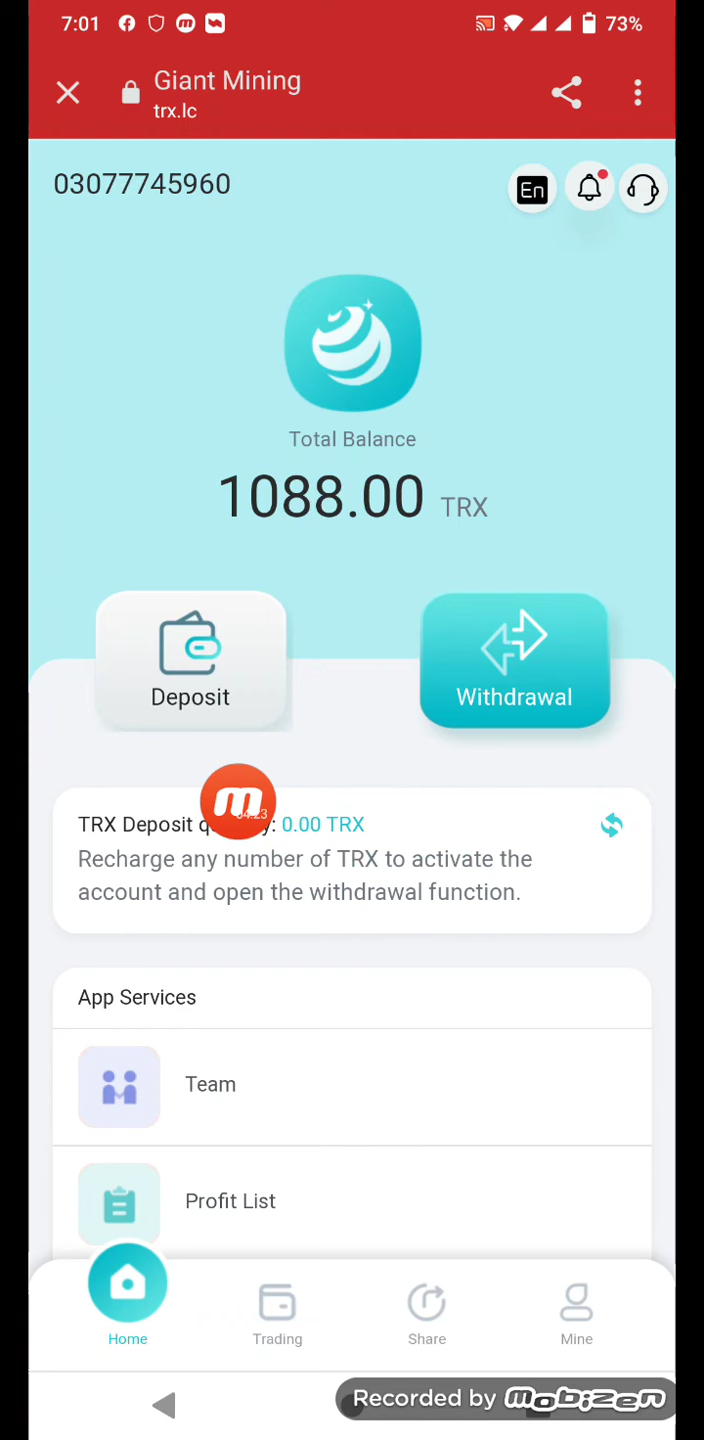 7:01
73%
Giant Mining
trx.lc
03077745960
En
Total Balance
1088.00 TRX
Deposit
Withdrawal
TRX Deposit q y: 0.00 TRX
04:23
Recharge any number of TRX to activate the
account and open the withdrawal function.
App Services
Team
Profit List
Home
Trading
Share
Mine
Recorded by mobizen